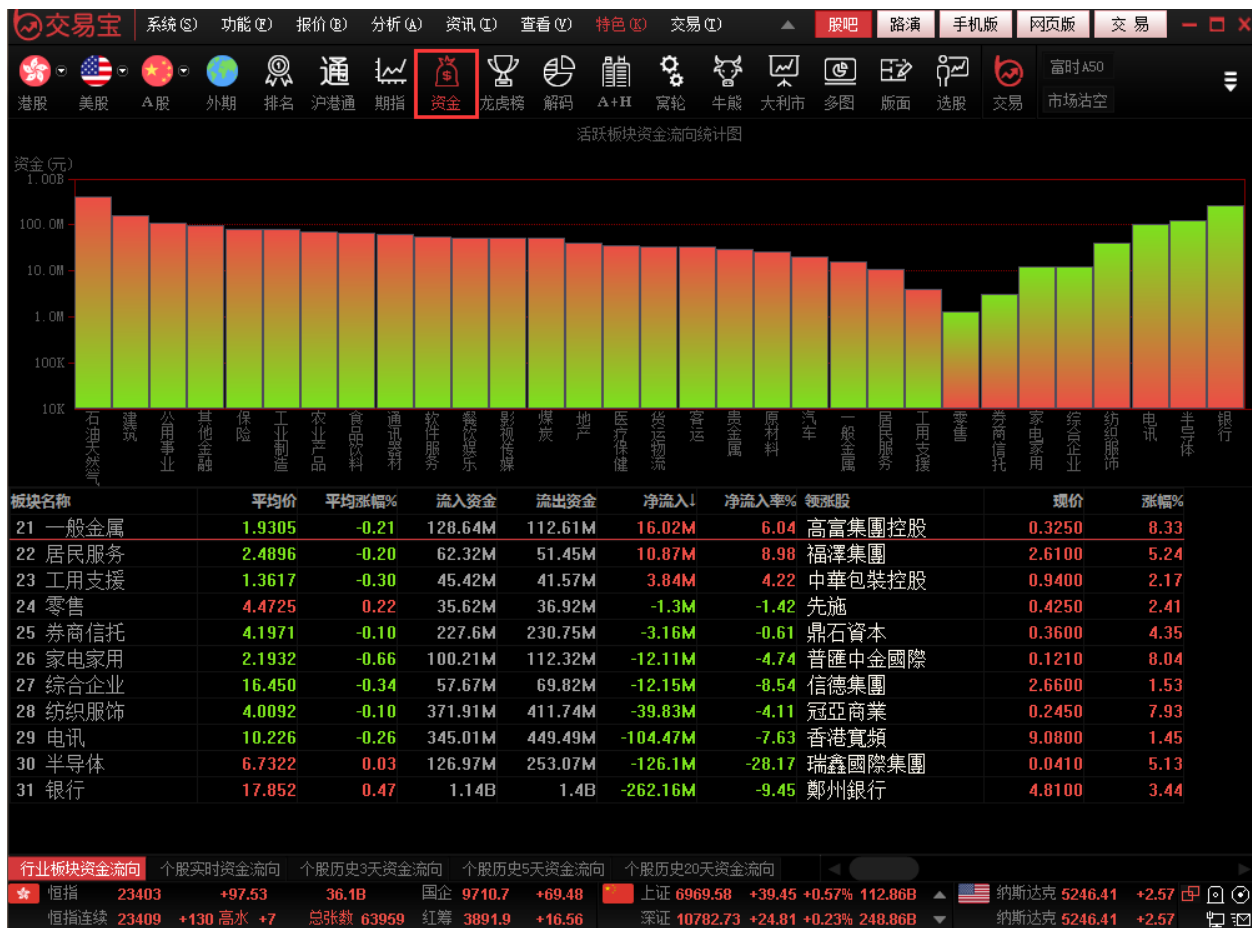 交易宝 系统(S) 功能(F) 报价(B) 分析(A) 资讯(I) 查看(V) 特色(K) 交易(T) 股吧 路演 手机版 网页版 交 易
富时A50
港股 美股 A股 外期 排名 沪港通 期指 资金 龙虎榜 解码 A+H 窝轮 牛熊 大利市 多图 版面 选股 交易 市场沽空
通
活跃板块资金流向统计图
资金(元)
1.00B
100.0M
10.0M
1.0M
100K
10K
石油天然气 建筑 公用事业 其他金融 保险 工业制造 农业产品 食品饮料 通讯器材 软件服务 餐饮娱乐 影视传媒 煤炭 地产 医疗保健 货运物流 客运 贵金属 原材料 汽车 一般金属 居民服务 工用支援 零售 券商信托 家电家用 综合企业 纺织服饰 电讯 半导体 银行
板块名称 平均价 平均涨幅% 流入资金 流出资金 净流入↓ 净流入率% 领涨股 现价 涨幅%
21 一般金属 1.9305 -0.21 128.64M 112.61M 16.02M 6.04 高富集團控股 0.3250 8.33
22 居民服务 2.4896 -0.20 62.32M 51.45M 10.87M 8.98 福澤集團 2.6100 5.24
23 工用支援 1.3617 -0.30 45.42M 41.57M 3.84M 4.22 中華包裝控股 0.9400 2.17
24 零售 4.4725 0.22 35.62M 36.92M -1.3M -1.42 先施 0.4250 2.41
25 券商信托 4.1971 -0.10 227.6M 230.75M -3.16M -0.61 鼎石資本 0.3600 4.35
26 家电家用 2.1932 -0.66 100.21M 112.32M -12.11M -4.74 普匯中金國際 0.1210 8.04
27 综合企业 16.450 -0.34 57.67M 69.82M -12.15M -8.54 信德集團 2.6600 1.53
28 纺织服饰 4.0092 -0.10 371.91M 411.74M -39.83M -4.11 冠亞商業 0.2450 7.93
29 电讯 10.226 -0.26 345.01M 449.49M -104.47M -7.63 香港寬頻 9.0800 1.45
30 半导体 6.7322 0.03 126.97M 253.07M -126.1M -28.17 瑞鑫國際集團 0.0410 5.13
31 银行 17.852 0.47 1.14B 1.4B -262.16M -9.45 鄭州銀行 4.8100 3.44
行业板块资金流向 个股实时资金流向 个股历史3天资金流向 个股历史5天资金流向 个股历史20天资金流向
恒指 23403 +97.53 36.1B 国企 9710.7 +69.48 上证 6969.58 +39.45 +0.57% 112.86B 纳斯达克 5246.41 +2.57
恒指连续 23409 +130 高水 +7 总张数 63959 红筹 3891.9 +16.56 深证 10782.73 +24.81 +0.23% 248.86B 纳斯达克 5246.41 +2.57